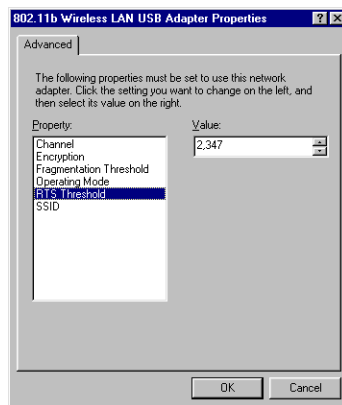 802.11b Wireless LAN USB Adapter Properties
Advanced
The following properties must be set to use this network
adapter. Click the setting you want to change on the left, and
then select its value on the right.
Property:
Value:
Channel
Encryption
Fragmentation Threshold
Operating Mode
RTS Threshold
SSID
2,347
OK
Cancel